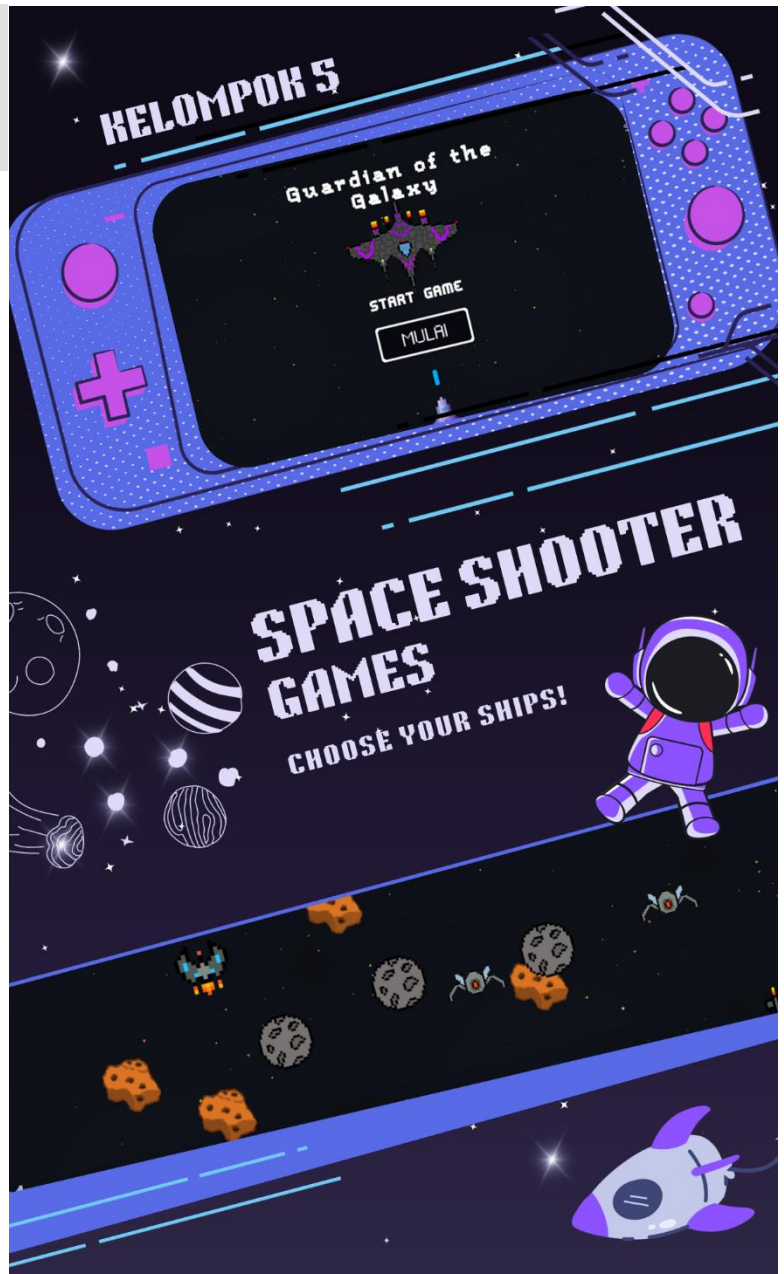 KELOMPOK 5
Guardian of the
Galaxy
START GAME
MULAI
SPACE SHOOTER
GAMES
CHOOSE YOUR SHIPS!